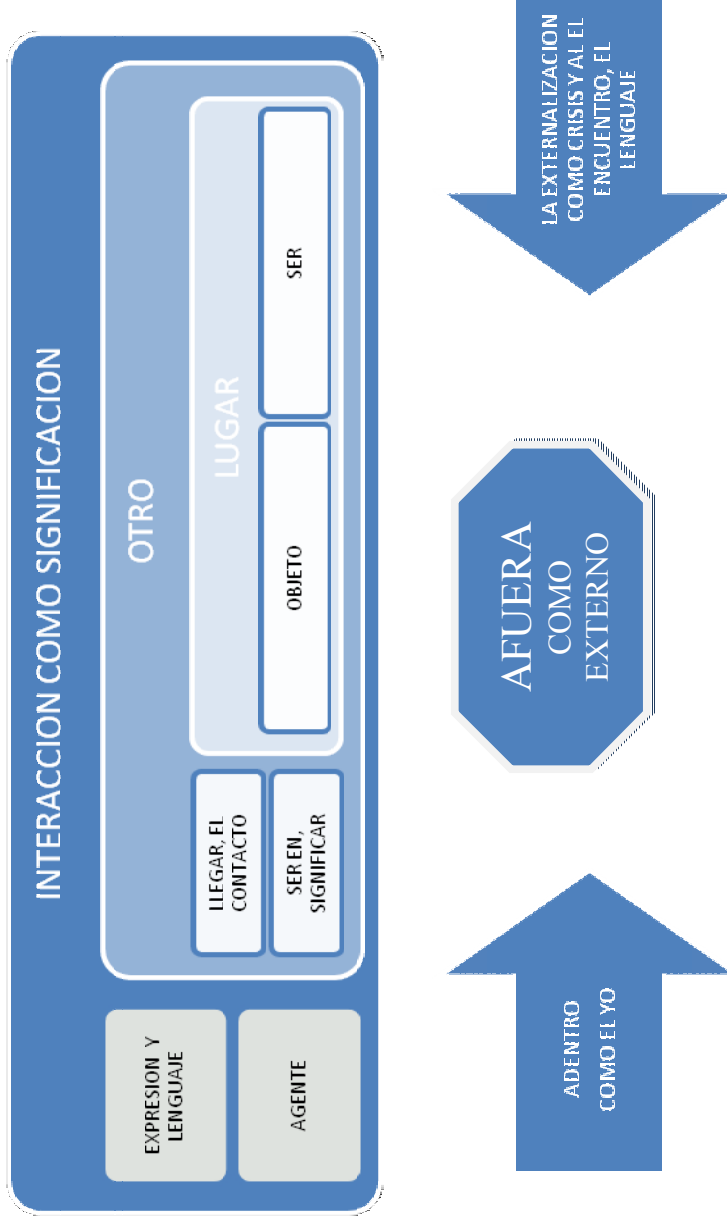 INTERACCION COMO SIGNIFICACION
EXPRESION Y
LENGUAJE
AGENTE
OTRO
LLEGAR, EL
CONTACTO
SER EN,
SIGNIFICAR
LUGAR
OBJETO
SER
ADENTRO
COMO EL YO
AFUERA
COMO
EXTERNO
LA EXTERNALIZACION
COMO CRISIS Y AL EL
ENCUENTRO, EL
LENGUAJE